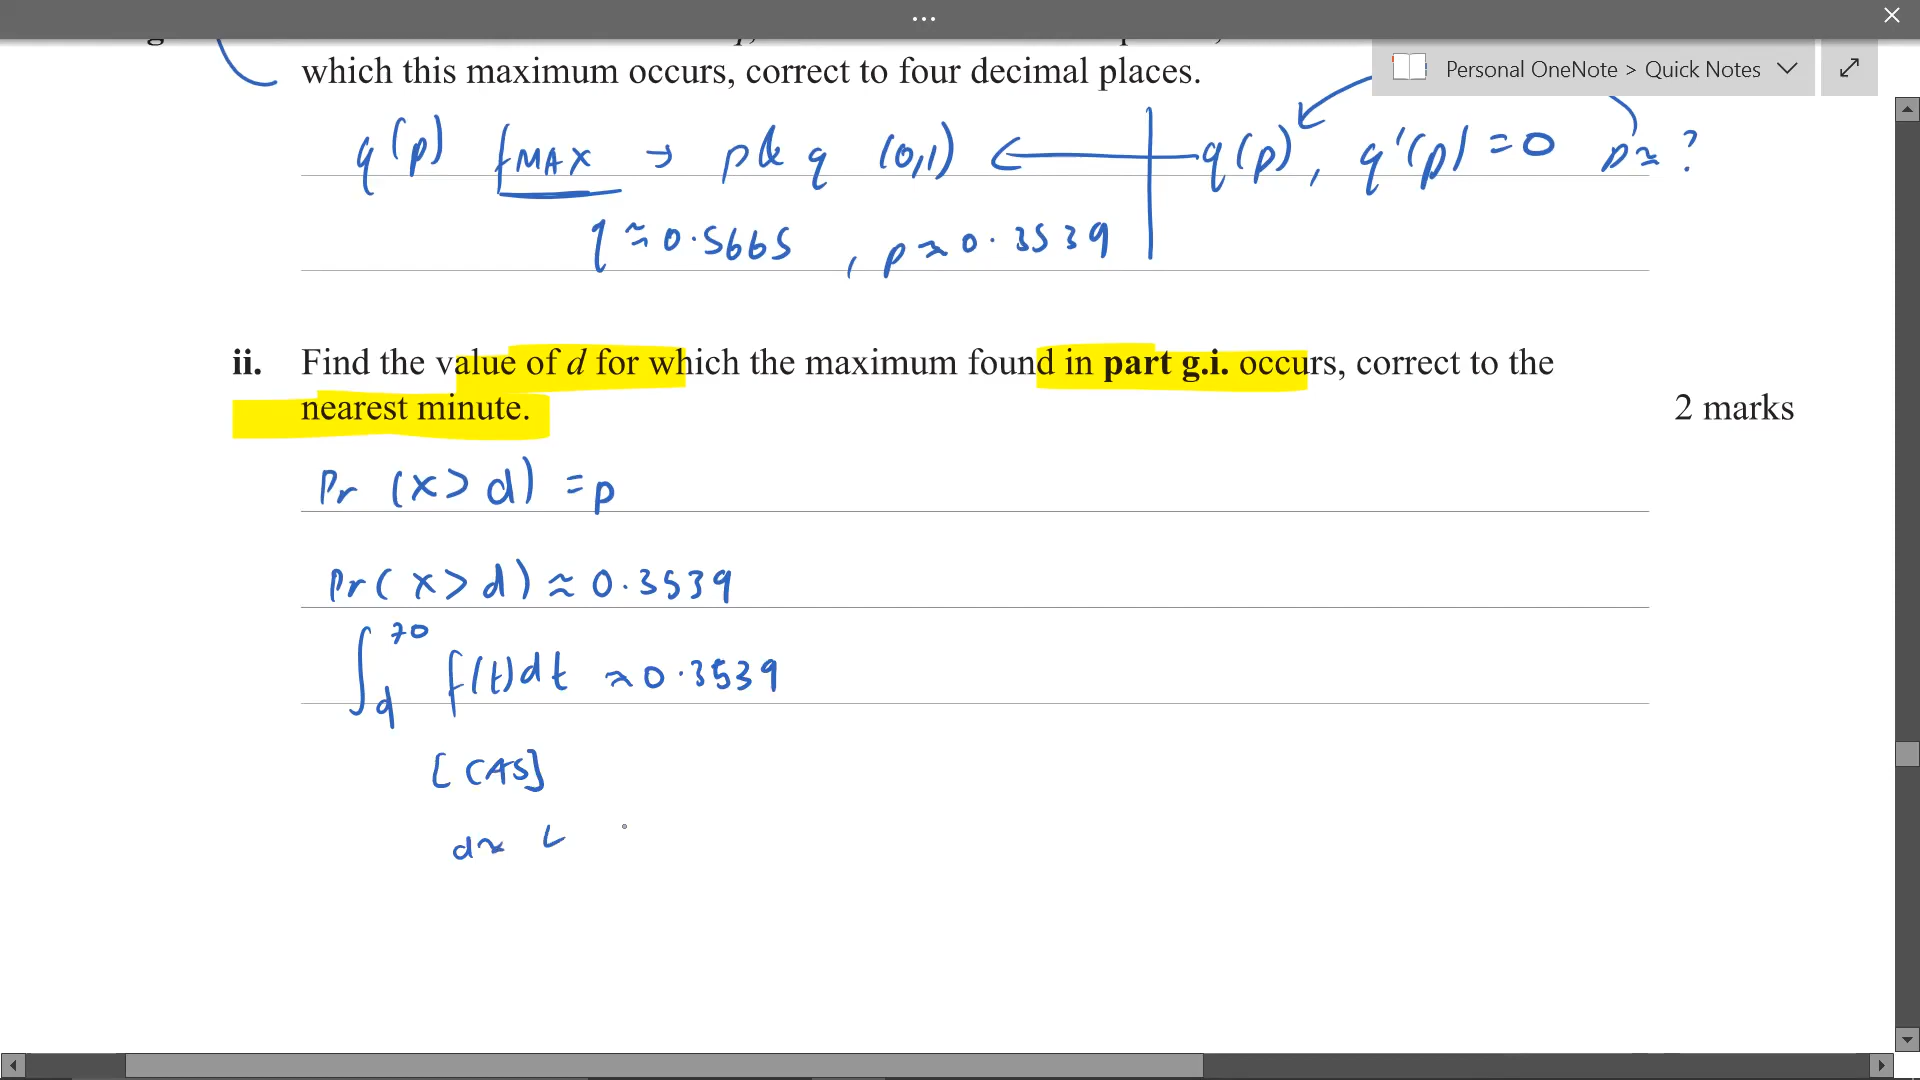 Personal OneNote > Quick Notes
which this maximum occurs, correct to four decimal places.
q(p) fMAX → p & q (0,1) ← q(p), q'(p) = 0 p ≈ ?
q ≈ 0.5665, p ≈ 0.3539
ii. Find the value of d for which the maximum found in part g.i. occurs, correct to the
nearest minute. 2 marks
Pr (x > d) = p
Pr (x > d) ≈ 0.3539
∫_d^70 f(t)dt ≈ 0.3539
[CAS]
d ≈